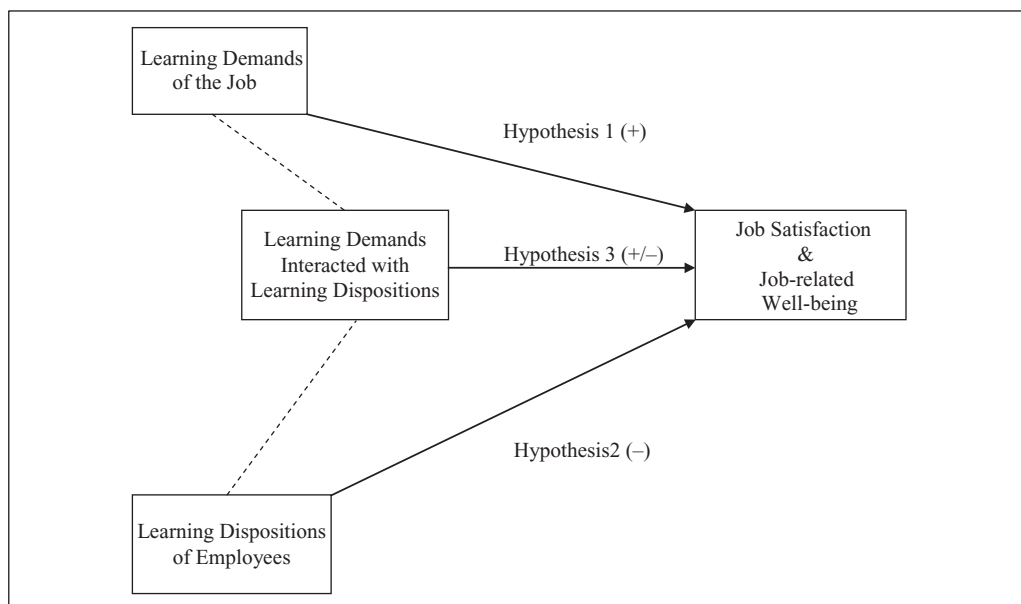 Learning Demands
of the Job
Hypothesis 1 (+)
Learning Demands
Interacted with
Learning Dispositions
Hypothesis 3 (+/–)
Job Satisfaction
&
Job-related
Well-being
Hypothesis2 (–)
Learning Dispositions
of Employees